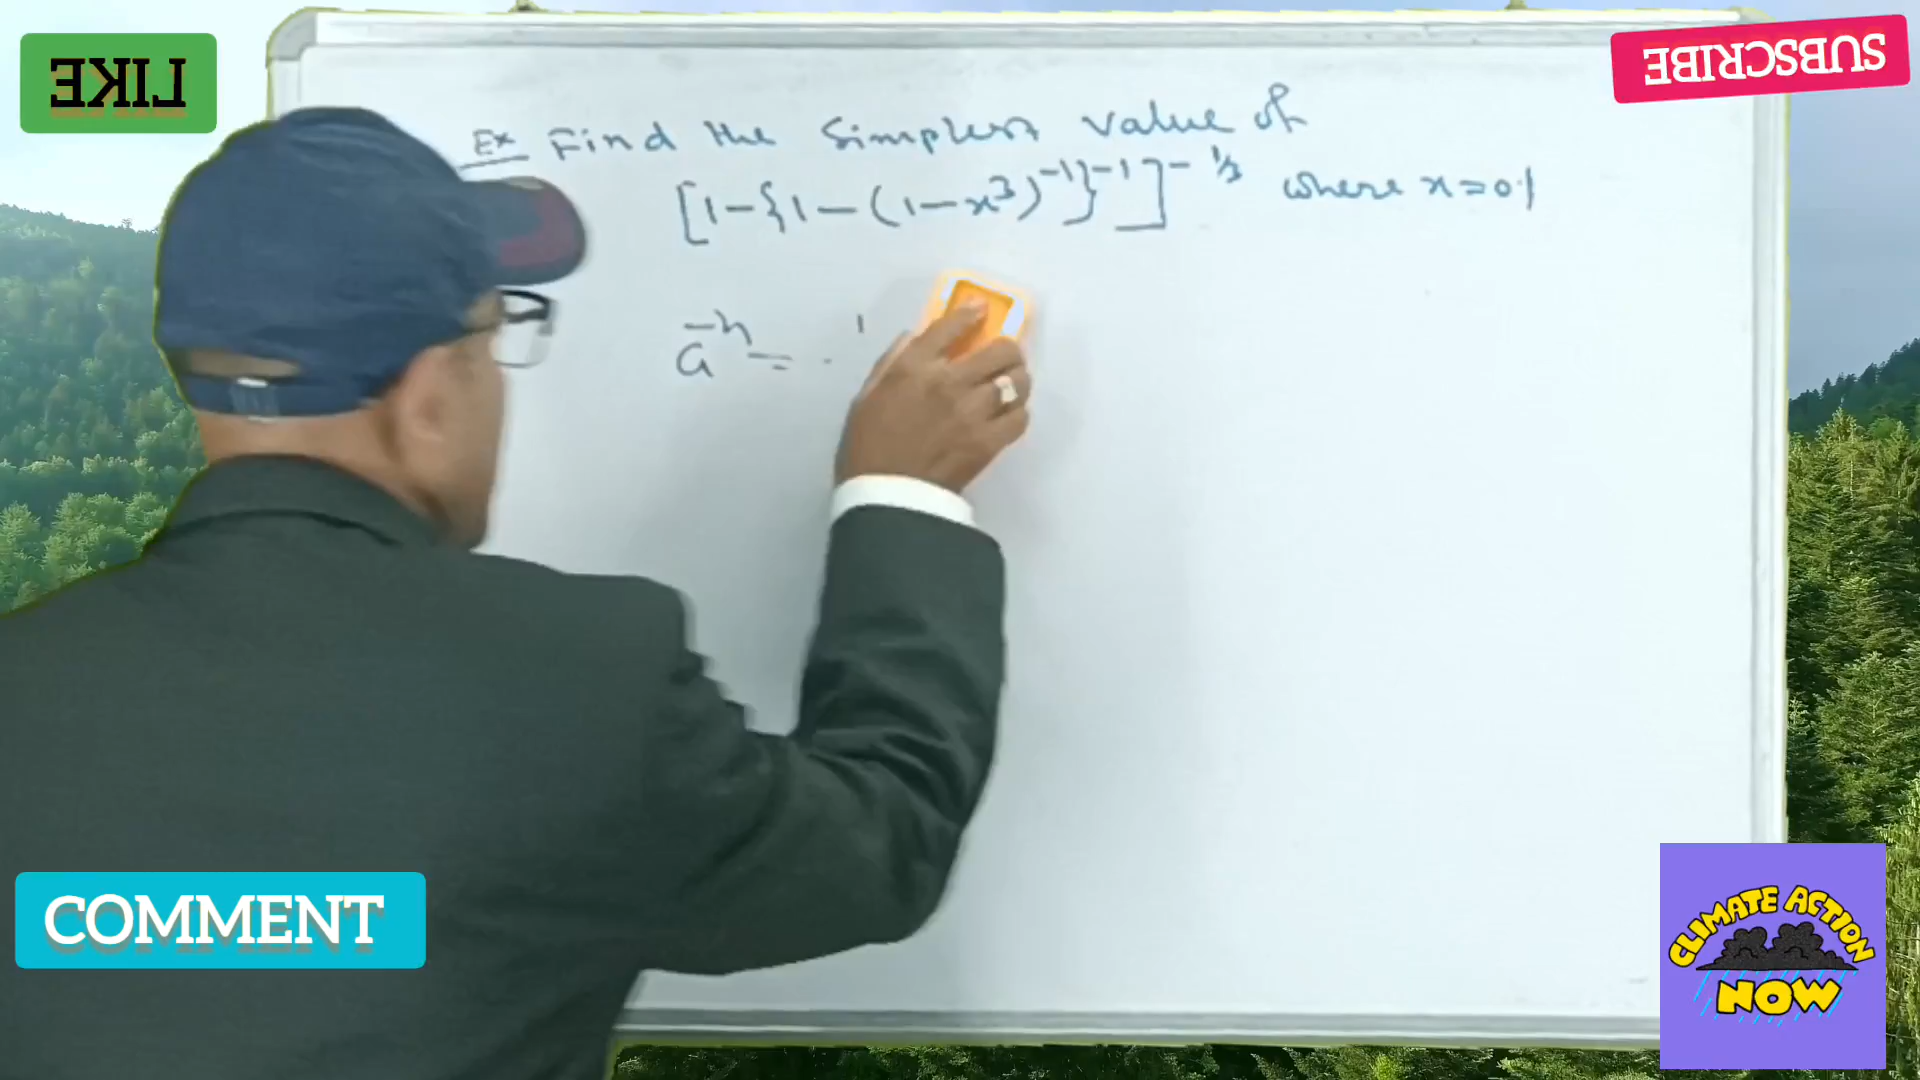 LIKE
SUBSCRIBE
Ex Find the Simplest value of
[1-{1-(1-x³)⁻¹}⁻¹]^-1/3 where x=0.1
a⁻ⁿ = 1
COMMENT
CLIMATE ACTION
NOW